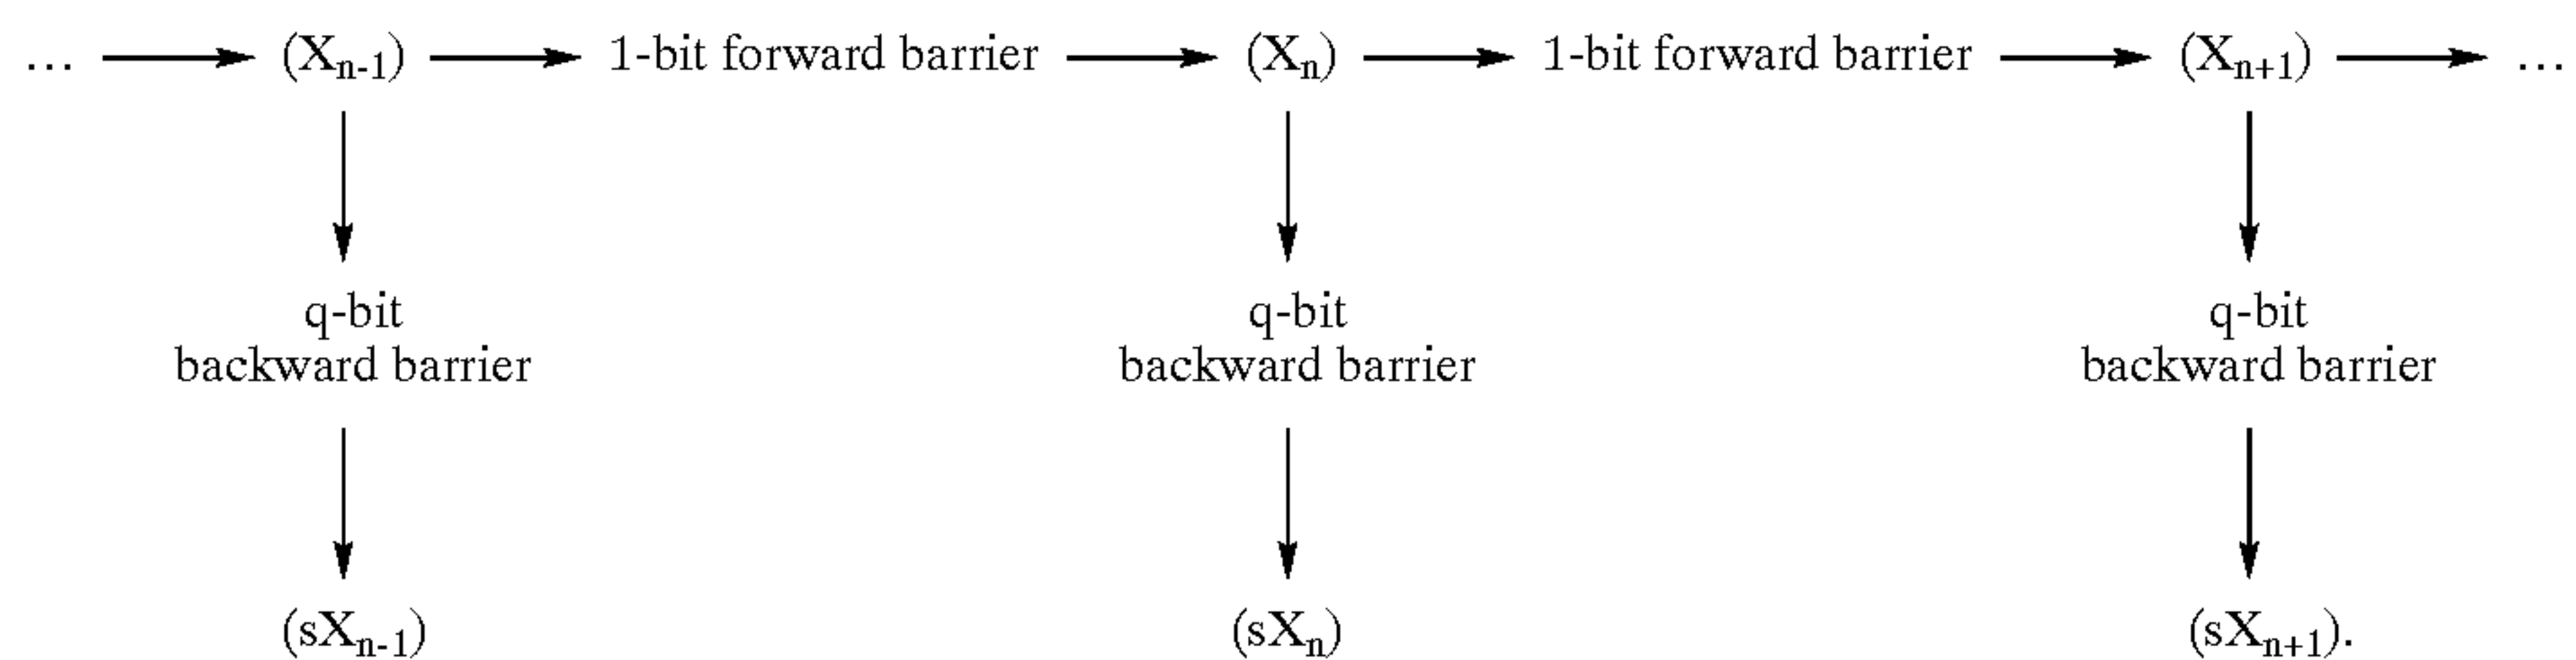 ... (Xn-1) 1-bit forward barrier (Xn) 1-bit forward barrier (Xn+1) ...
q-bit q-bit q-bit
backward barrier backward barrier backward barrier
(sXn-1) (sXn) (sXn+1).